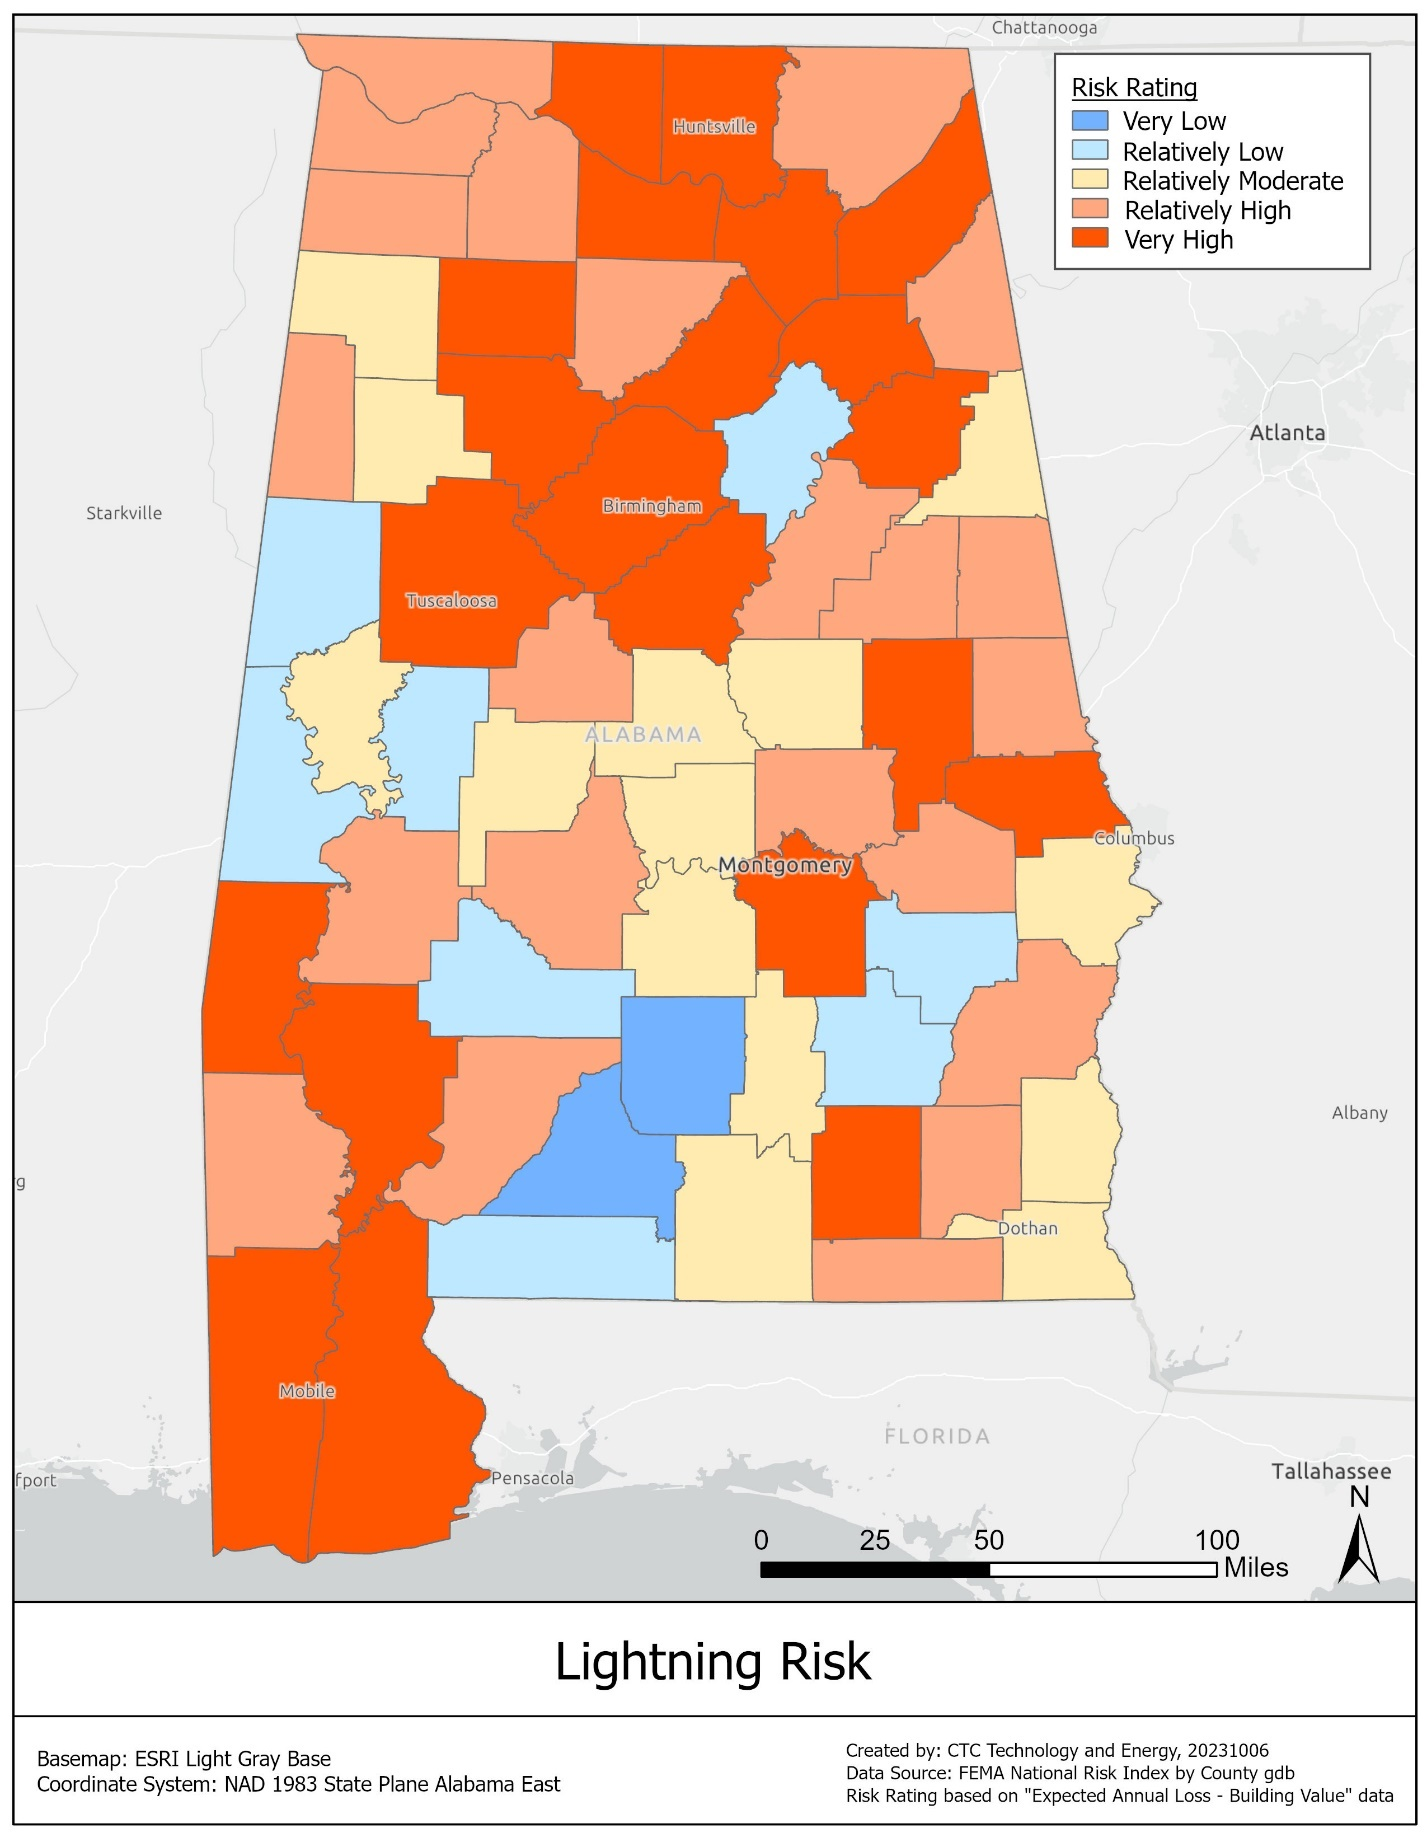 Chattanooga
Risk Rating
Very Low
Relatively Low
Relatively Moderate
Relatively High
Very High
Huntsville
Atlanta
Starkville
Birmingham
Tuscaloosa
ALABAMA
Columbus
Montgomery
Albany
g
Dothan
Mobile
FLORIDA
fport
Pensacola
Tallahassee
N
0 25 50 100
Miles
Lightning Risk
Basemap: ESRI Light Gray Base
Coordinate System: NAD 1983 State Plane Alabama East
Created by: CTC Technology and Energy, 20231006
Data Source: FEMA National Risk Index by County gdb
Risk Rating based on "Expected Annual Loss - Building Value" data